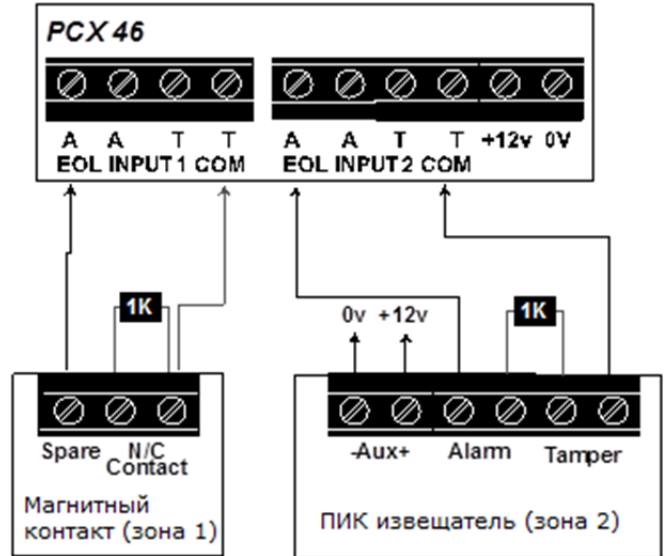 PCX 46
A A T T A A T T +12v 0V
EOL INPUT 1 COM EOL INPUT 2 COM
1K 0v +12v 1K
Spare N/C Contact
-Aux+ Alarm Tamper
Магнитный
контакт (зона 1)
ПИК извещатель (зона 2)